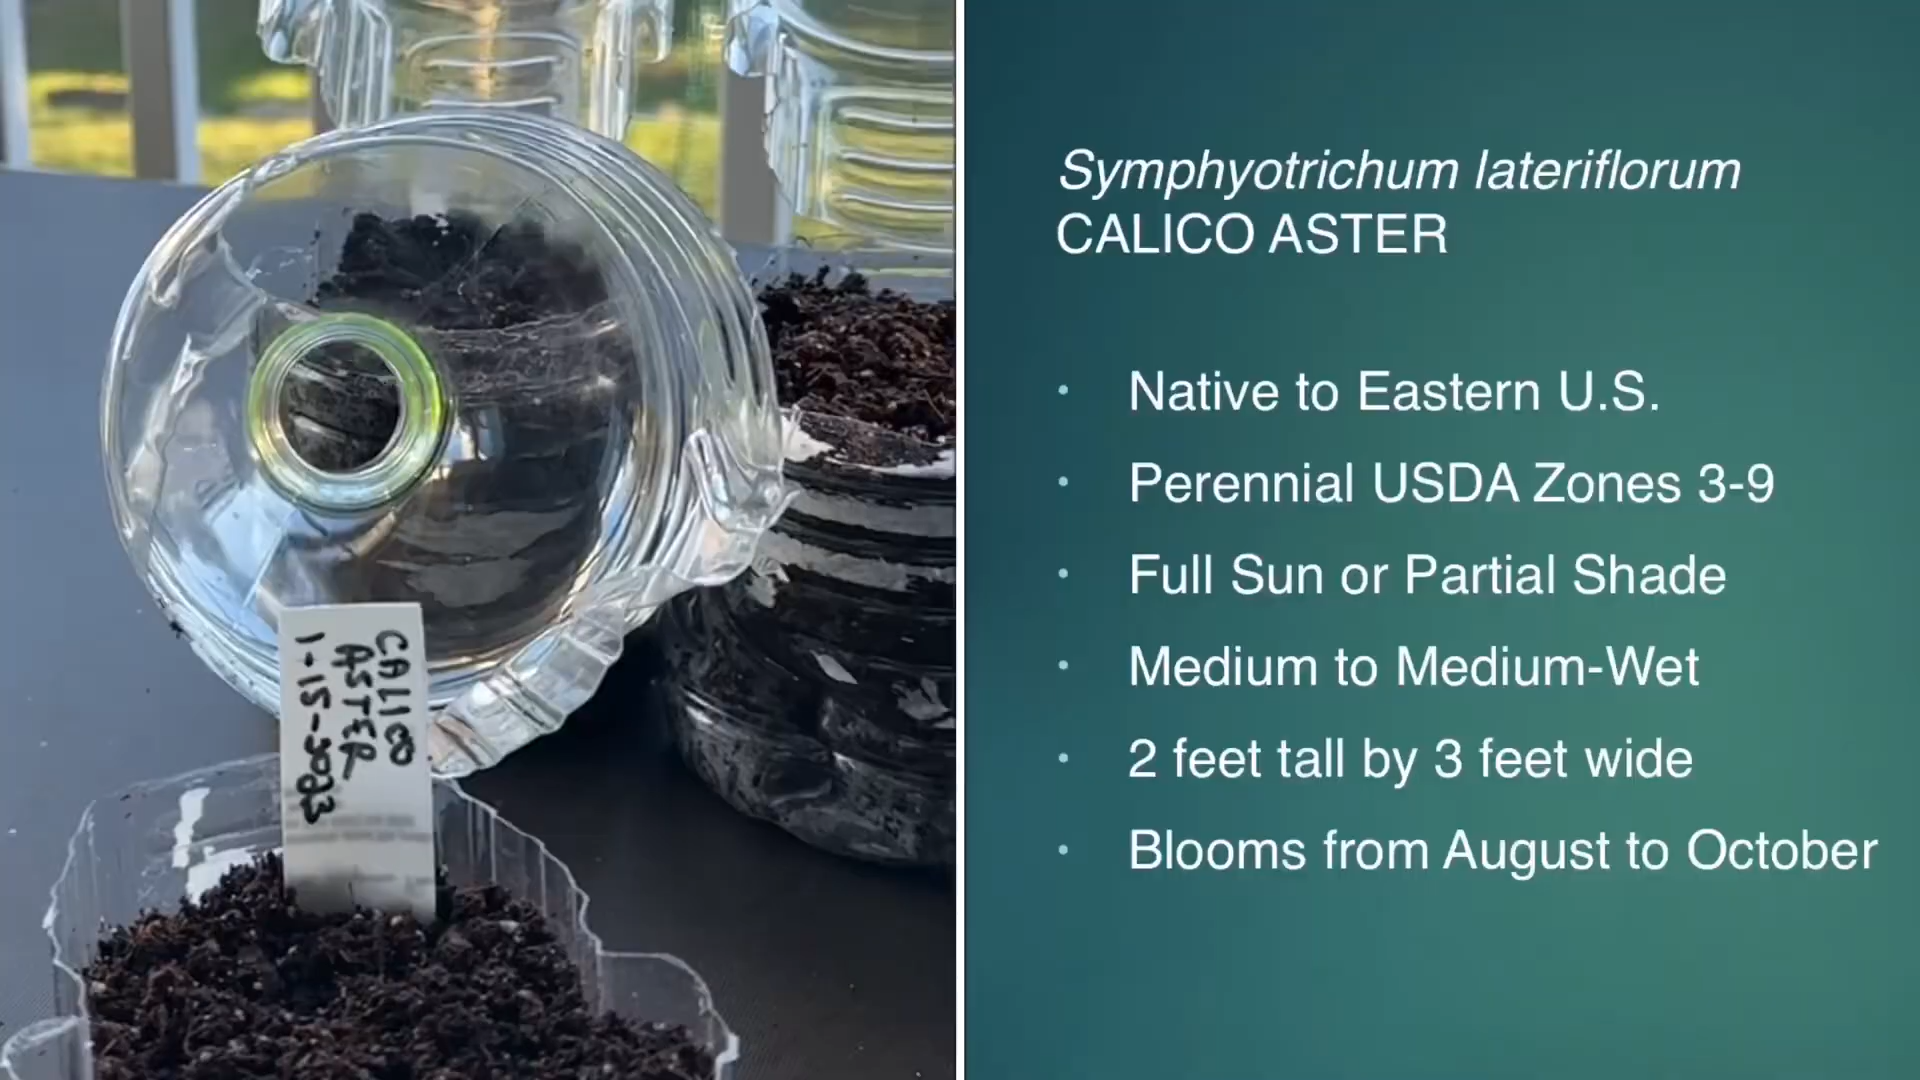 CALICO
ASTER
1-15-2023
Symphyotrichum lateriflorum
CALICO ASTER
• Native to Eastern U.S.
• Perennial USDA Zones 3-9
• Full Sun or Partial Shade
• Medium to Medium-Wet
• 2 feet tall by 3 feet wide
• Blooms from August to October